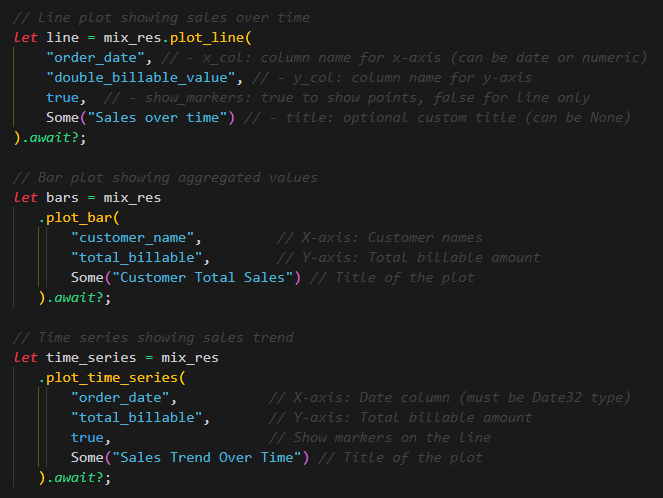 // Line plot showing sales over time
let line = mix_res.plot_line(
    "order_date", // - x_col: column name for x-axis (can be date or numeric)
    "double_billable_value", // - y_col: column name for y-axis
    true,  // - show_markers: true to show points, false for line only
    Some("Sales over time") // - title: optional custom title (can be None)
).await?;
// Bar plot showing aggregated values
let bars = mix_res
   .plot_bar(
       "customer_name",         // X-axis: Customer names
       "total_billable",        // Y-axis: Total billable amount
       Some("Customer Total Sales") // Title of the plot
   ).await?;
// Time series showing sales trend
let time_series = mix_res
   .plot_time_series(
       "order_date",           // X-axis: Date column (must be Date32 type)
       "total_billable",       // Y-axis: Total billable amount
       true,                   // Show markers on the line
       Some("Sales Trend Over Time") // Title of the plot
   ).await?;